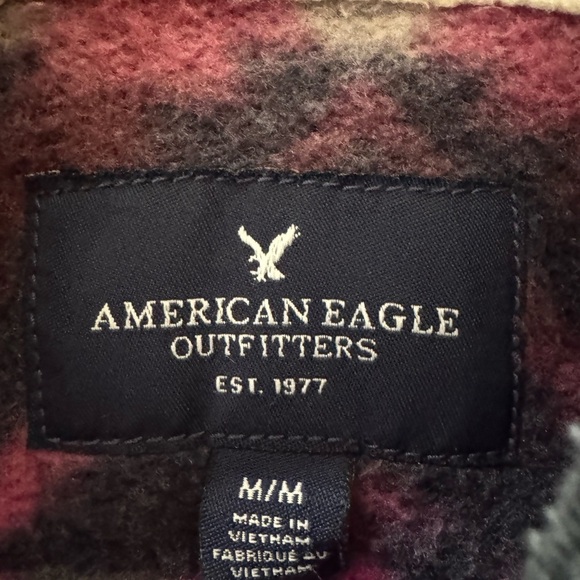 AMERICAN EAGLE
OUTFITTERS
EST. 1977
M/M
MADE IN
VIETNAM
FABRIQUÉ AU
VIETNAM